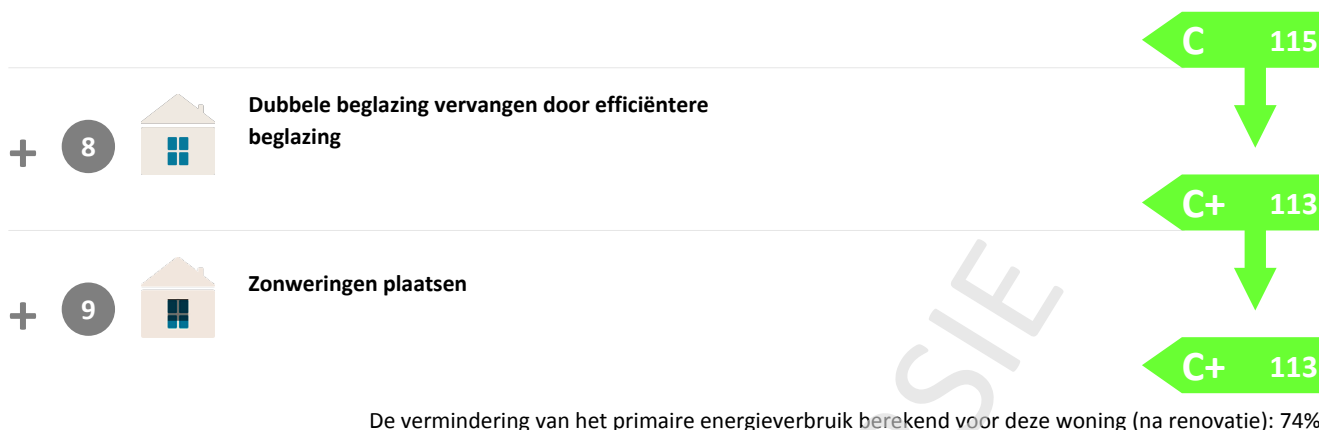 C 115
Dubbele beglazing vervangen door efficiëntere
beglazing
+ 8
C+ 113
Zonweringen plaatsen
+ 9
C+ 113
De vermindering van het primaire energieverbruik berekend voor deze woning (na renovatie): 74%